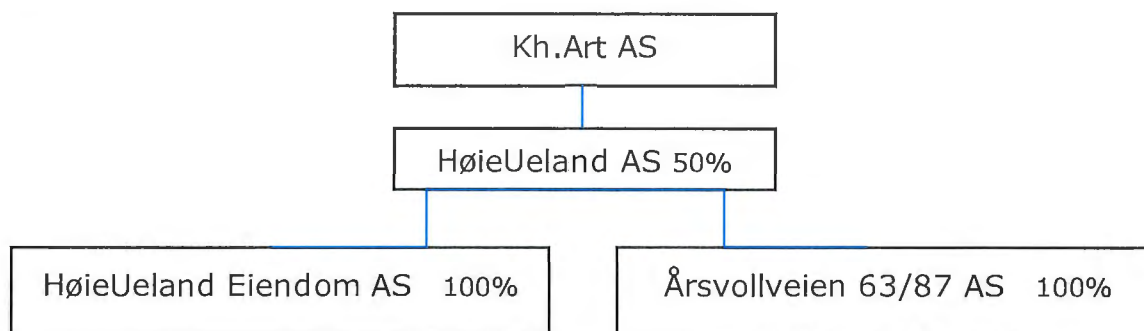 Kh.Art AS
HøieUeland AS 50%
HøieUeland Eiendom AS 100%
Årsvollveien 63/87 AS 100%